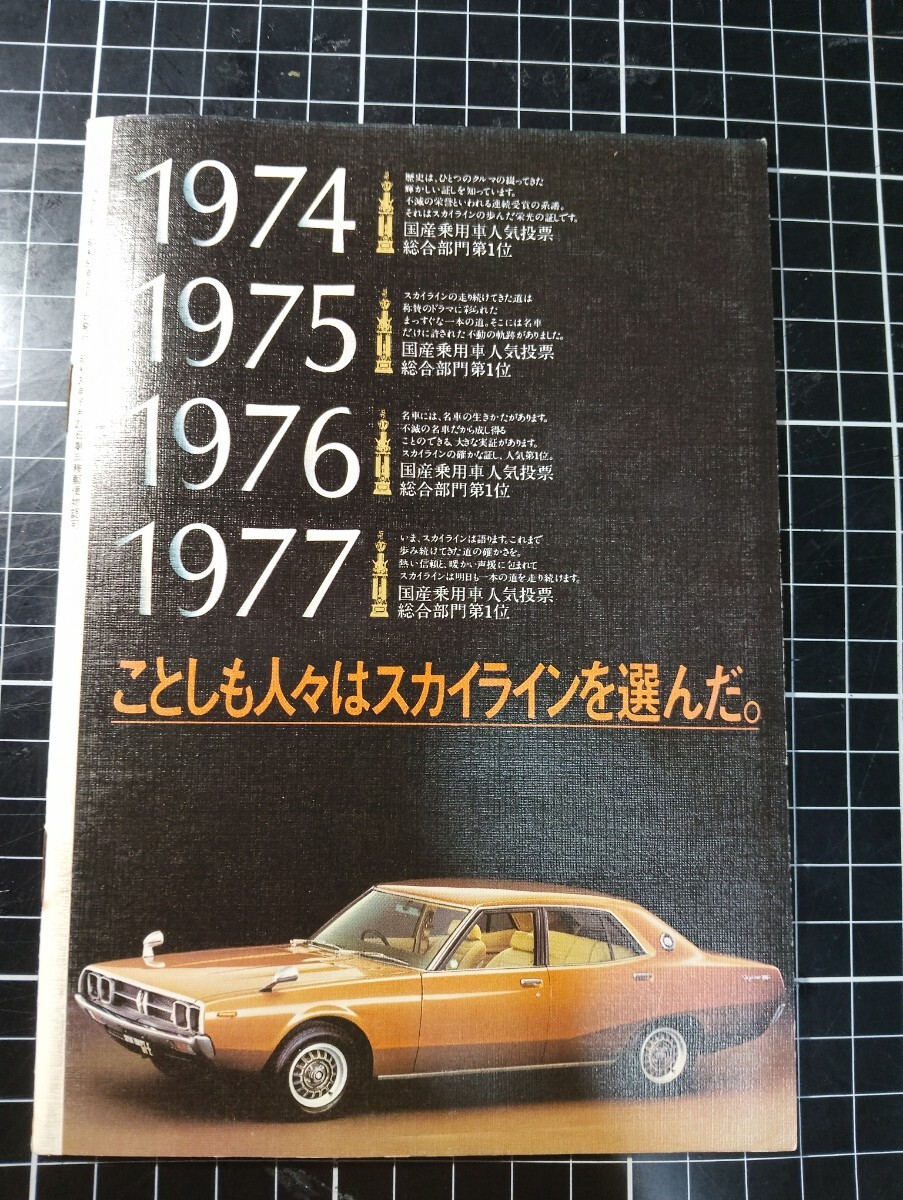 1974
歴史は、ひとつのクルマの綴ってきた
輝かしい証しを知っています。
不滅の栄誉といわれる連続受賞の系譜。
それはスカイラインの歩んだ栄光の証しです。
国産乗用車人気投票
総合部門第1位
1975
スカイラインの走り続けてきた道は
称賛のドラマに彩られた
まっすぐな一本の道。そこには名車
だけに許された不動の軌跡がありました。
国産乗用車人気投票
総合部門第1位
1976
名車には、名車の生きかたがあります。
不滅の名車だから成し得る
ことのできる、大きな実証があります。
スカイラインの確かな証し、人気第1位。
国産乗用車人気投票
総合部門第1位
1977
いま、スカイラインは語ります。これまで
歩み続けてきた道の確かさを。
熱い信頼と、暖かい声援に包まれて
スカイラインは明日も一本の道を走り続けます。
国産乗用車人気投票
総合部門第1位
ことしも人々はスカイラインを選んだ。